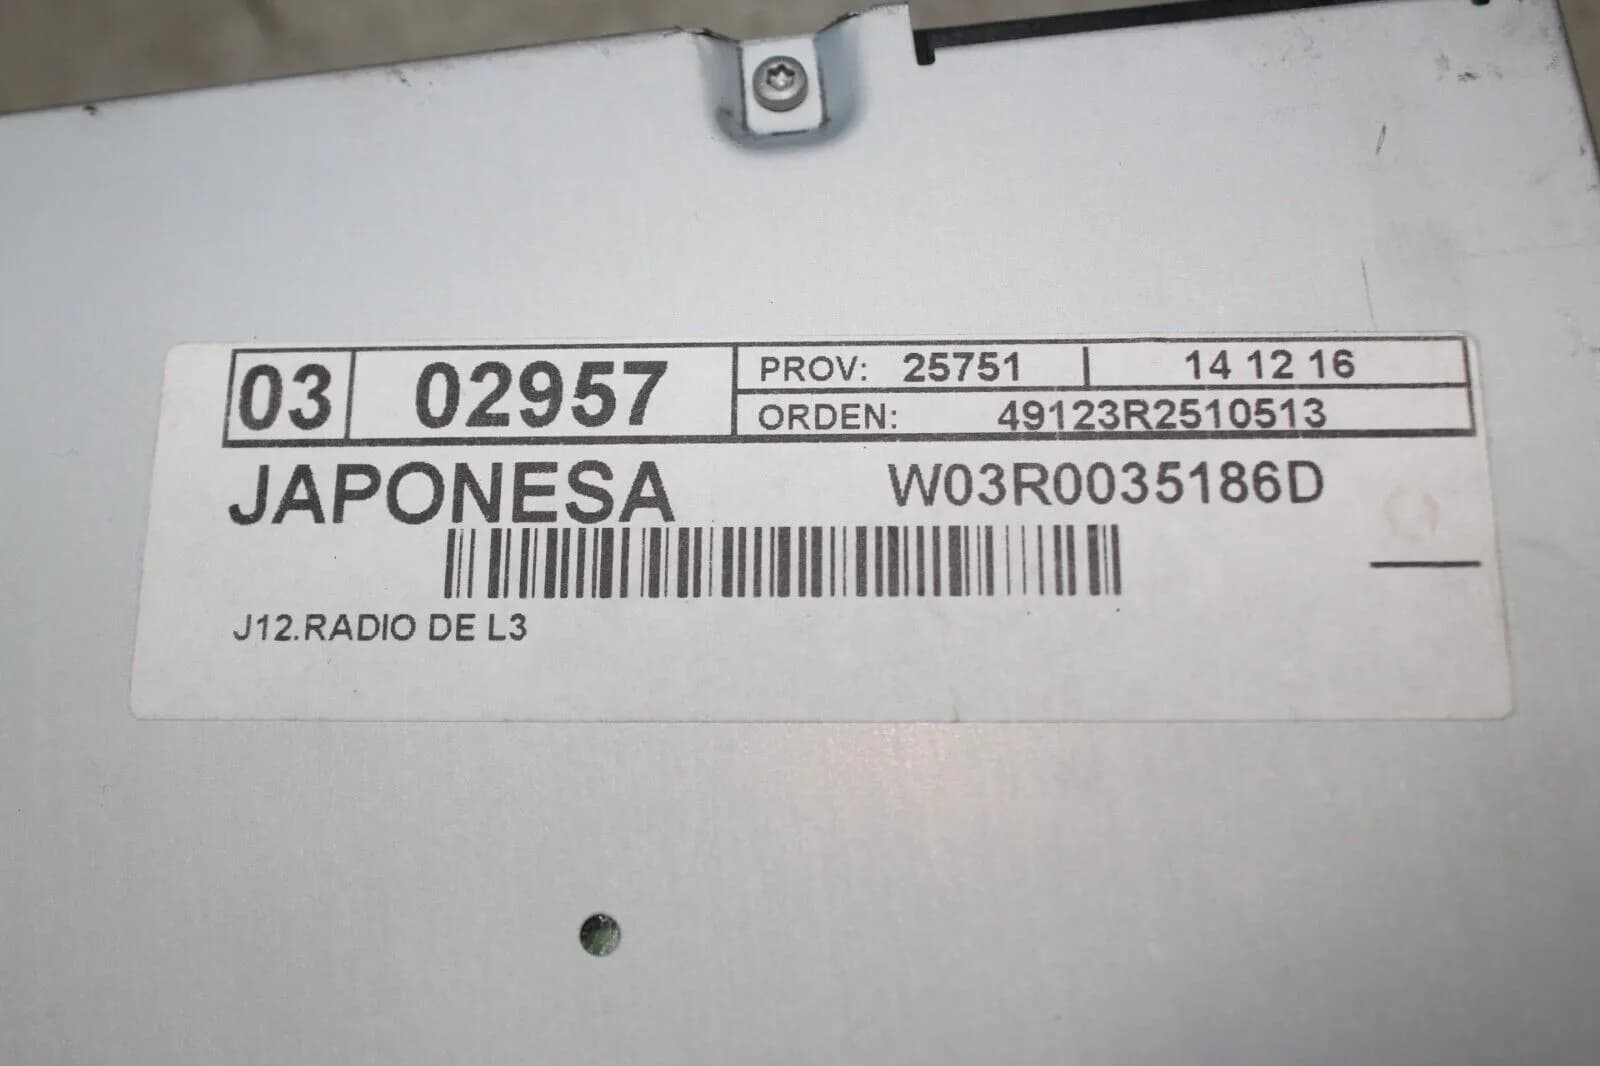 03 02957 PROV: 25751 14 12 16
ORDEN: 49123R2510513
JAPONESA W03R0035186D
J12.RADIO DE L3